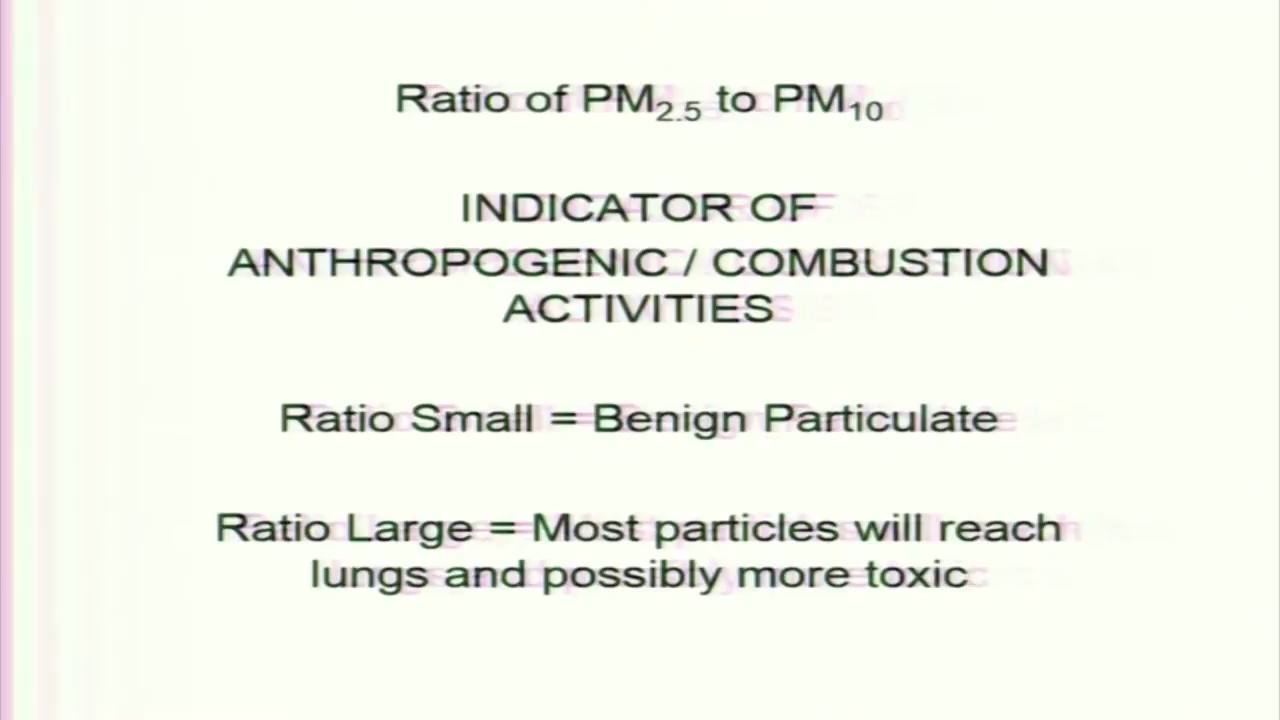 Ratio of PM2.5 to PM10
INDICATOR OF
ANTHROPOGENIC / COMBUSTION
ACTIVITIES
Ratio Small = Benign Particulate
Ratio Large = Most particles will reach
lungs and possibly more toxic